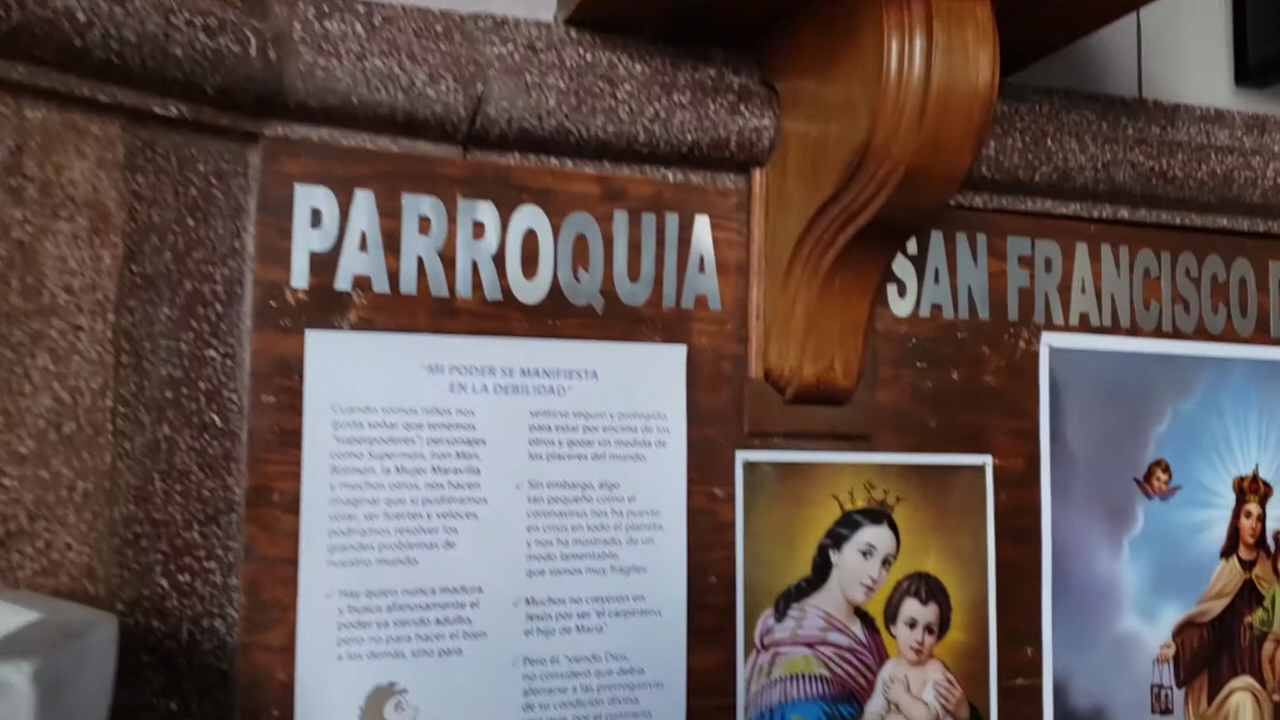 PARROQUIA
SAN FRANCISCO
"MI PODER SE MANIFIESTA
EN LA DEBILIDAD"
Cuando somos niños nos
gusta soñar que tenemos
"superpoderes"; personajes
como Superman, Iron Man,
Batman, la Mujer Maravilla
y muchos otros, nos hacen
imaginar que si pudiéramos
volar, ser fuertes y veloces,
podríamos resolver los
grandes problemas de
nuestro mundo.
Hay quien nunca madura
y busca afanosamente el
poder ya siendo adulto,
pero no para hacer el bien
a los demás, sino para
sentirse seguro y protegido,
para estar por encima de los
otros y gozar sin medida de
los placeres del mundo.
Sin embargo, algo
tan pequeño como el
coronavirus nos ha puesto
en crisis en todo el planeta,
y nos ha mostrado, de un
modo lamentable,
que somos muy frágiles.
Muchos no creyeron en
Jesús por ser "el carpintero,
el hijo de María".
Pero él, "siendo Dios,
no consideró que debía
aferrarse a las prerrogativas
de su condición divina,